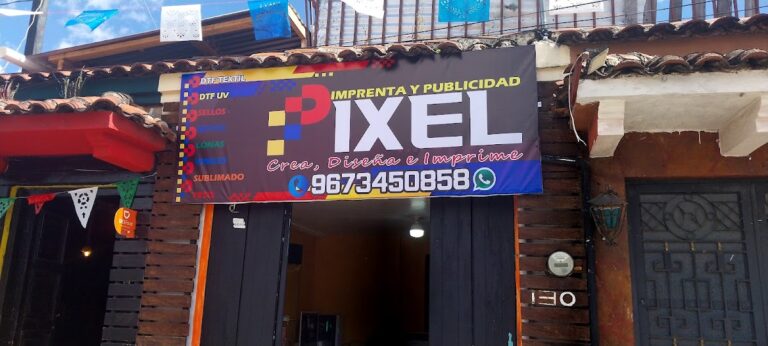 DTF TEXTIL
DTF UV
SELLOS
LONAS
SUBLIMADO
IMPRENTA Y PUBLICIDAD
PIXEL
Crea, Diseña e Imprime
9673450858
130